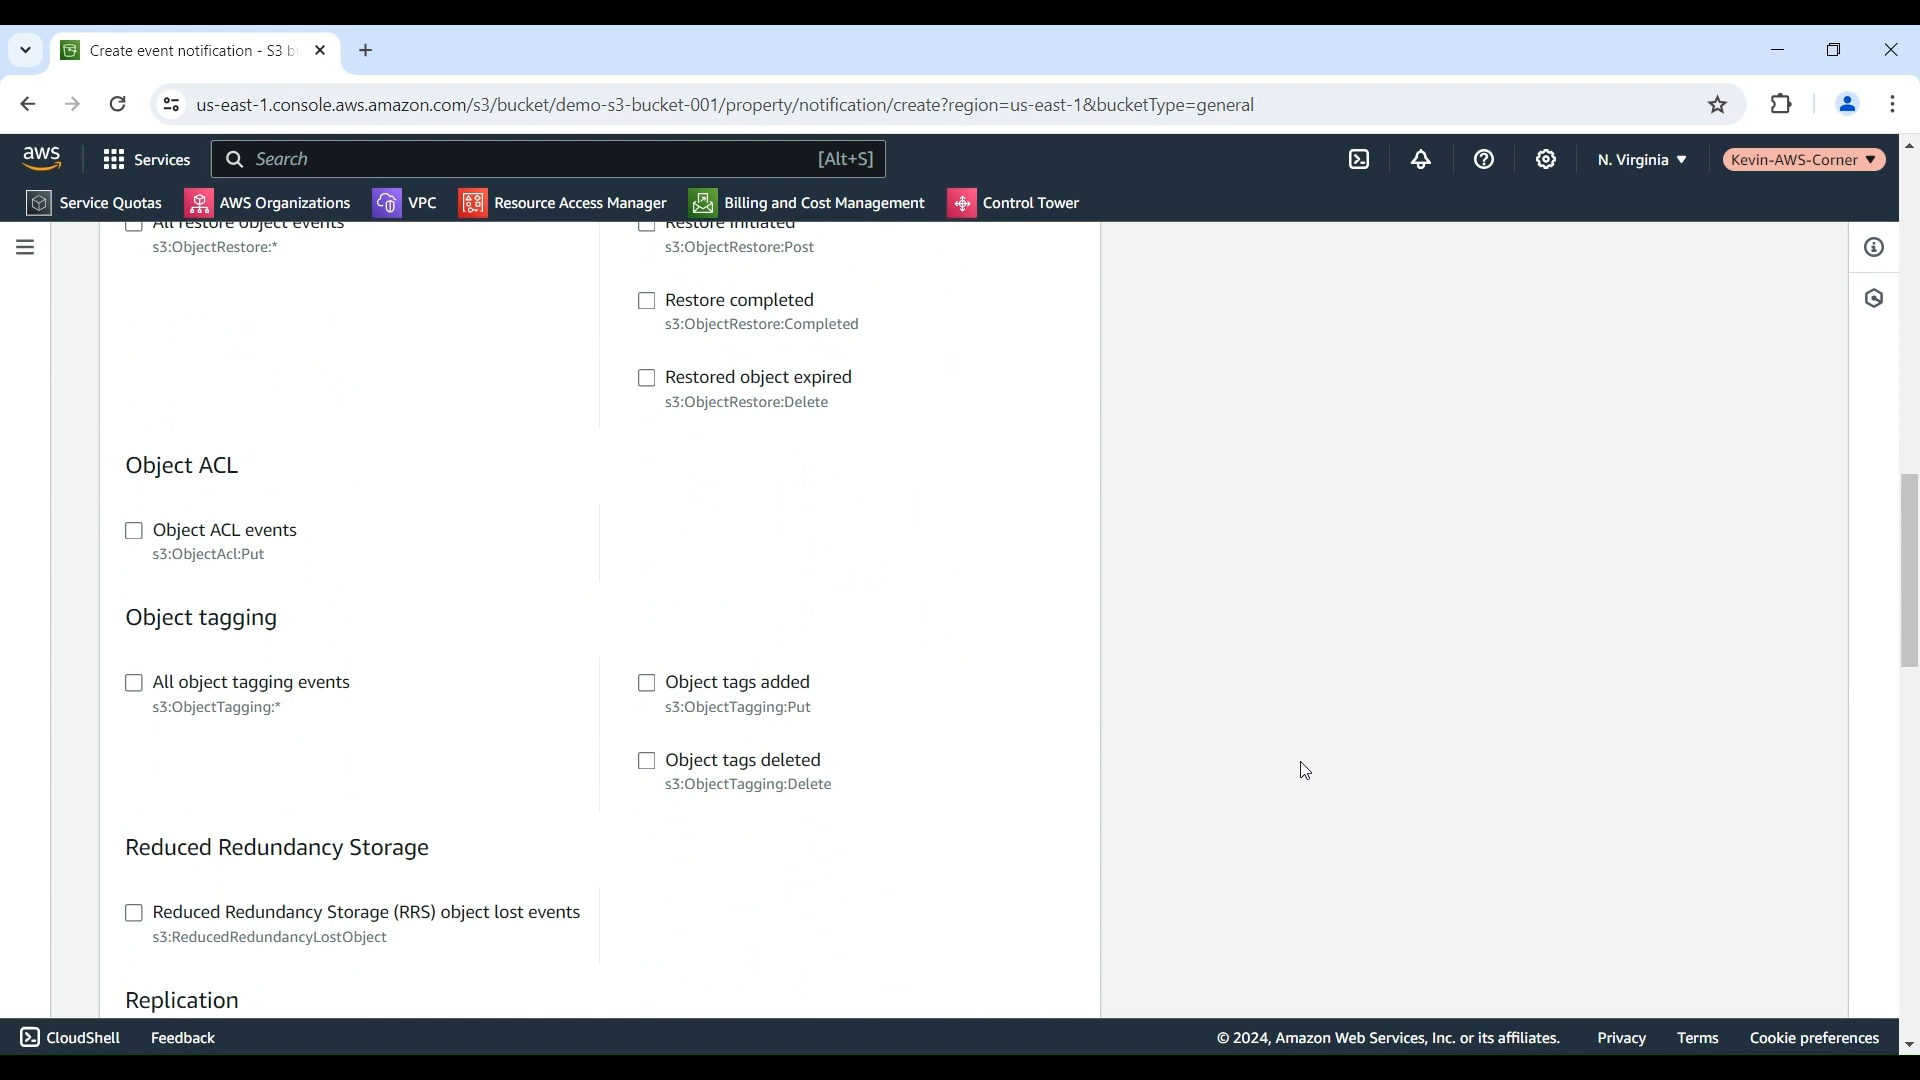 Create event notification - S3 b
us-east-1.console.aws.amazon.com/s3/bucket/demo-s3-bucket-001/property/notification/create?region=us-east-1&bucketType=general
aws
Services
Search
[Alt+S]
N. Virginia
Kevin-AWS-Corner
Service Quotas
AWS Organizations
VPC
Resource Access Manager
Billing and Cost Management
Control Tower
All restore object events
s3:ObjectRestore:*
Restore initiated
s3:ObjectRestore:Post
Restore completed
s3:ObjectRestore:Completed
Restored object expired
s3:ObjectRestore:Delete
Object ACL
Object ACL events
s3:ObjectAcl:Put
Object tagging
All object tagging events
s3:ObjectTagging:*
Object tags added
s3:ObjectTagging:Put
Object tags deleted
s3:ObjectTagging:Delete
Reduced Redundancy Storage
Reduced Redundancy Storage (RRS) object lost events
s3:ReducedRedundancyLostObject
Replication
CloudShell
Feedback
© 2024, Amazon Web Services, Inc. or its affiliates.
Privacy
Terms
Cookie preferences